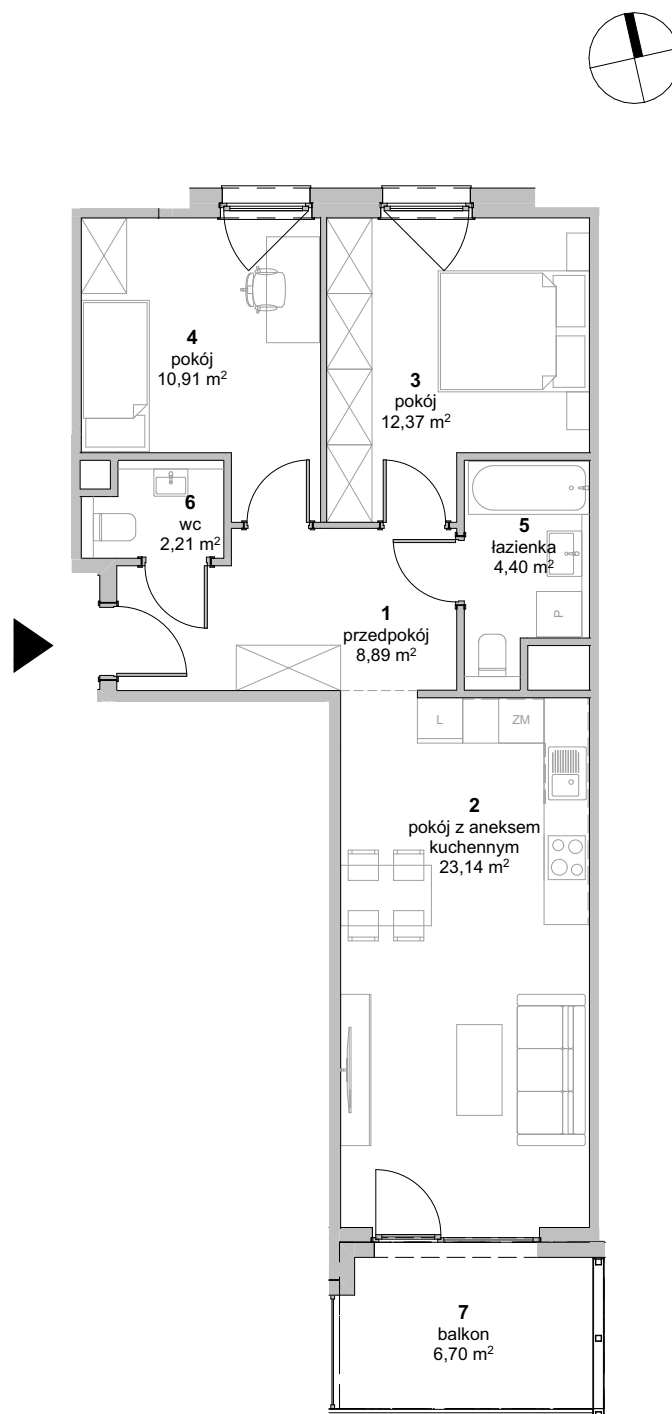 4
pokój
10,91 m²
3
pokój
12,37 m²
6
wc
2,21 m²
5
łazienka
4,40 m²
P
1
przedpokój
8,89 m²
L
ZM
2
pokój z aneksem
kuchennym
23,14 m²
7
balkon
6,70 m²